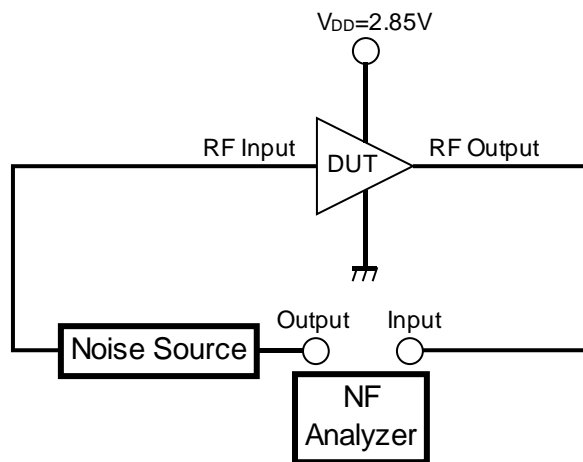 VDD=2.85V
RF Input
DUT
RF Output
Output
Input
Noise Source
NF
Analyzer